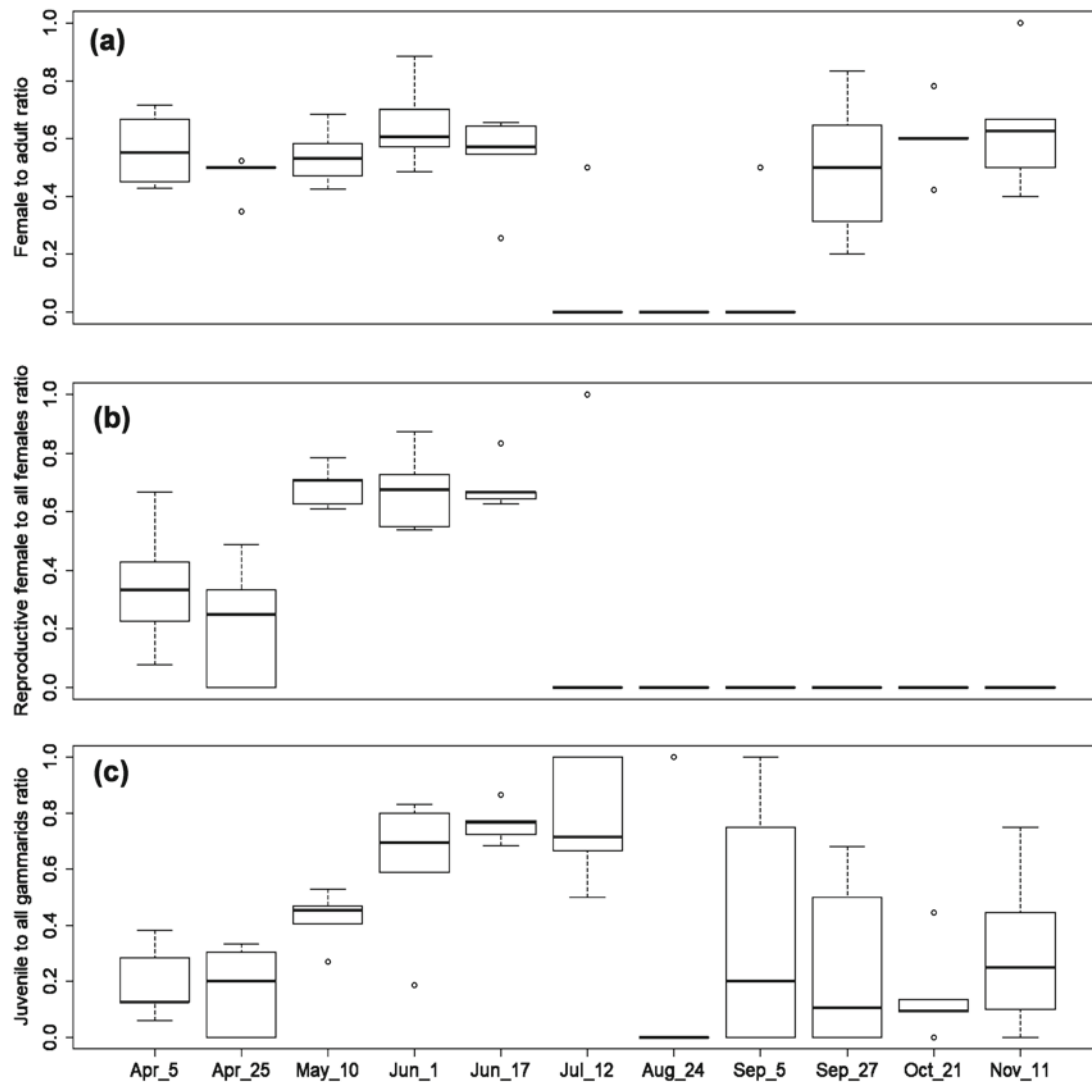 (a)
Female to adult ratio
1.0
0.8
0.6
0.4
0.2
0.0
(b)
Reproductive female to all females ratio
1.0
0.8
0.6
0.4
0.2
0.0
(c)
Juvenile to all gammarids ratio
1.0
0.8
0.6
0.4
0.2
0.0
Apr_5 Apr_25 May_10 Jun_1 Jun_17 Jul_12 Aug_24 Sep_5 Sep_27 Oct_21 Nov_11